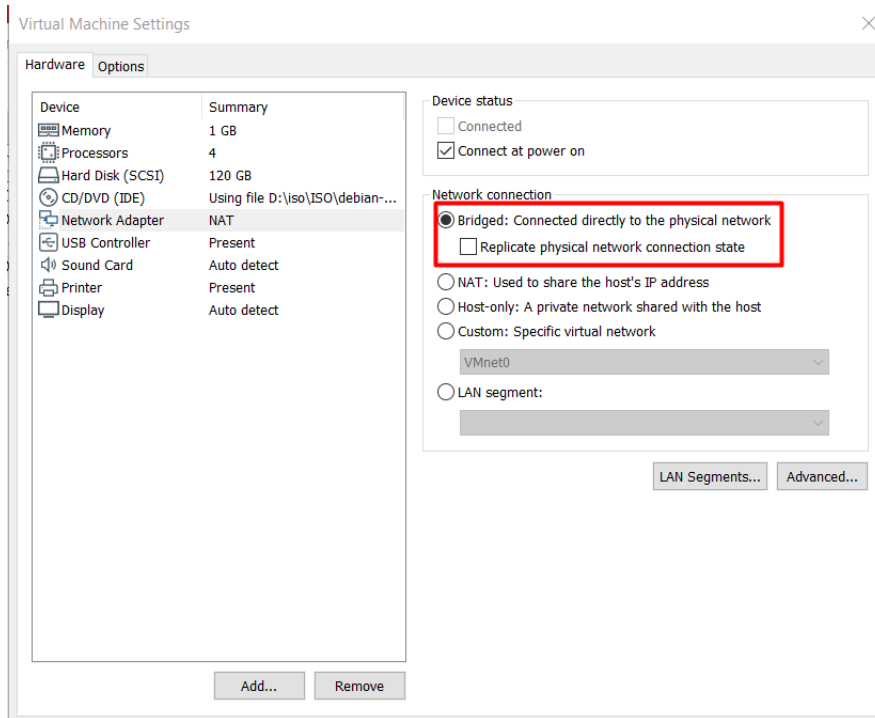 Virtual Machine Settings
Hardware Options
Device Summary
Memory 1 GB
Processors 4
Hard Disk (SCSI) 120 GB
CD/DVD (IDE) Using file D:\iso\ISO\debian-...
Network Adapter NAT
USB Controller Present
Sound Card Auto detect
Printer Present
Display Auto detect
Add... Remove
Device status
Connected
Connect at power on
Network connection
Bridged: Connected directly to the physical network
Replicate physical network connection state
NAT: Used to share the host's IP address
Host-only: A private network shared with the host
Custom: Specific virtual network
VMnet0
LAN segment:
LAN Segments... Advanced...